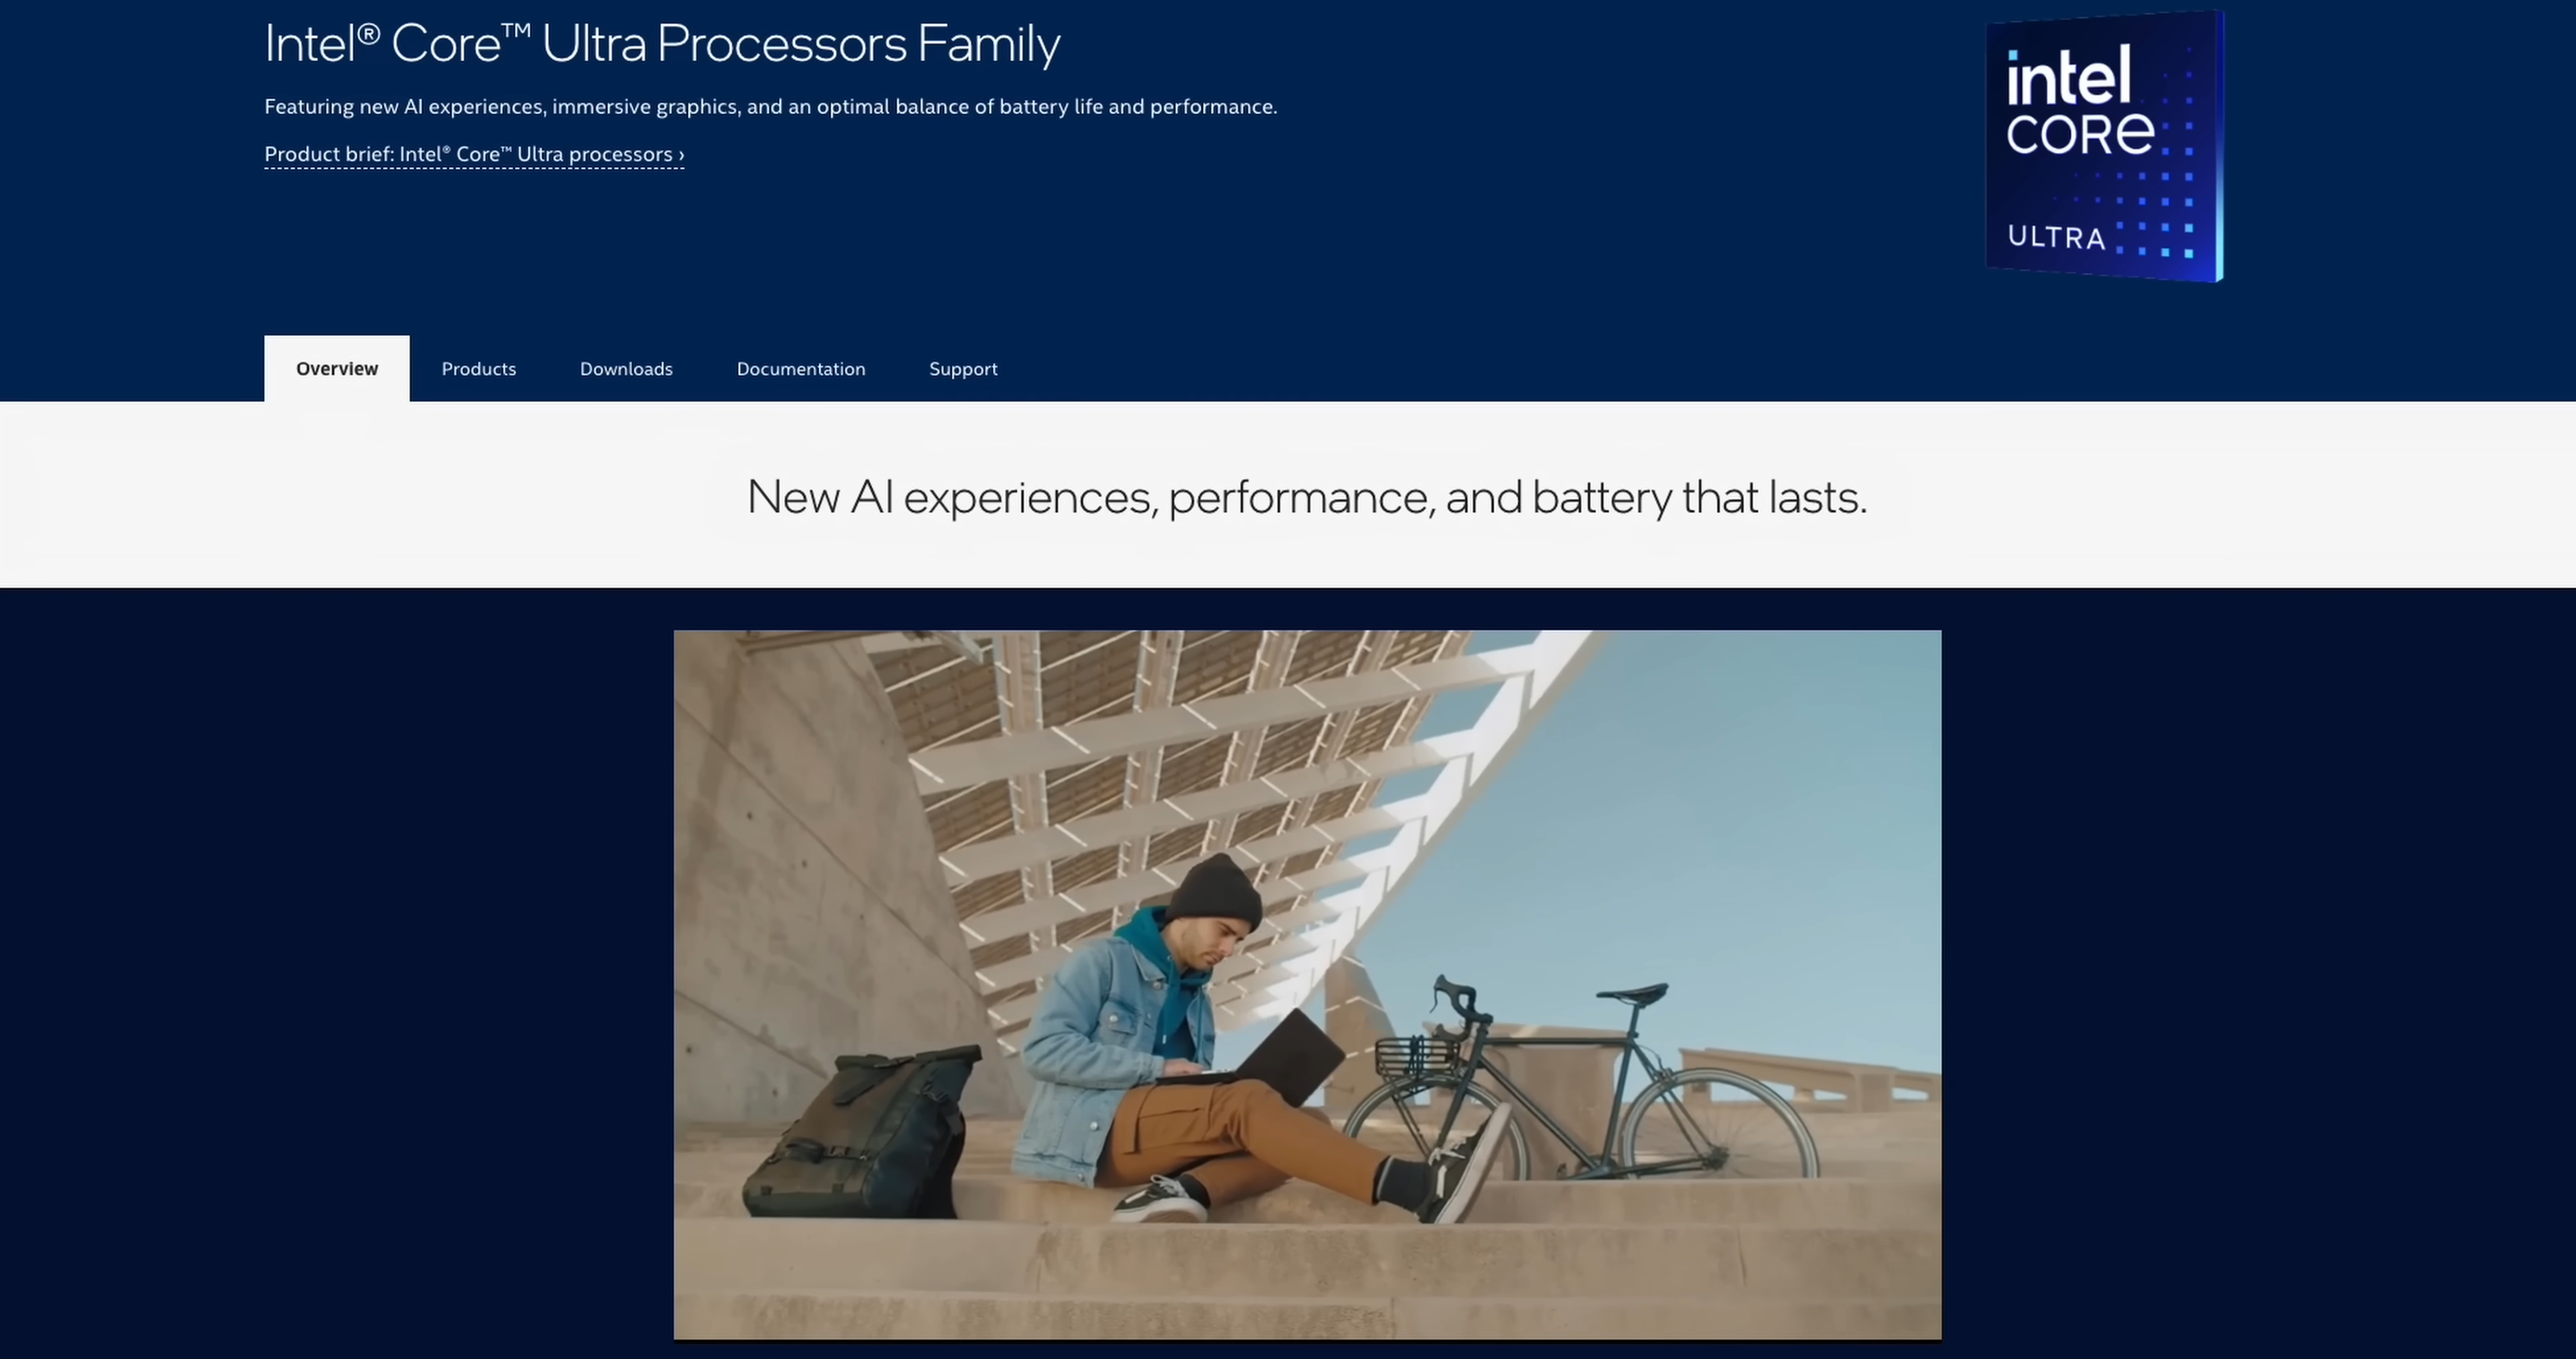 Intel® Core™ Ultra Processors Family
Featuring new AI experiences, immersive graphics, and an optimal balance of battery life and performance.
Product brief: Intel® Core™ Ultra processors ›
intel
CORe
ULTRA
Overview
Products
Downloads
Documentation
Support
New AI experiences, performance, and battery that lasts.